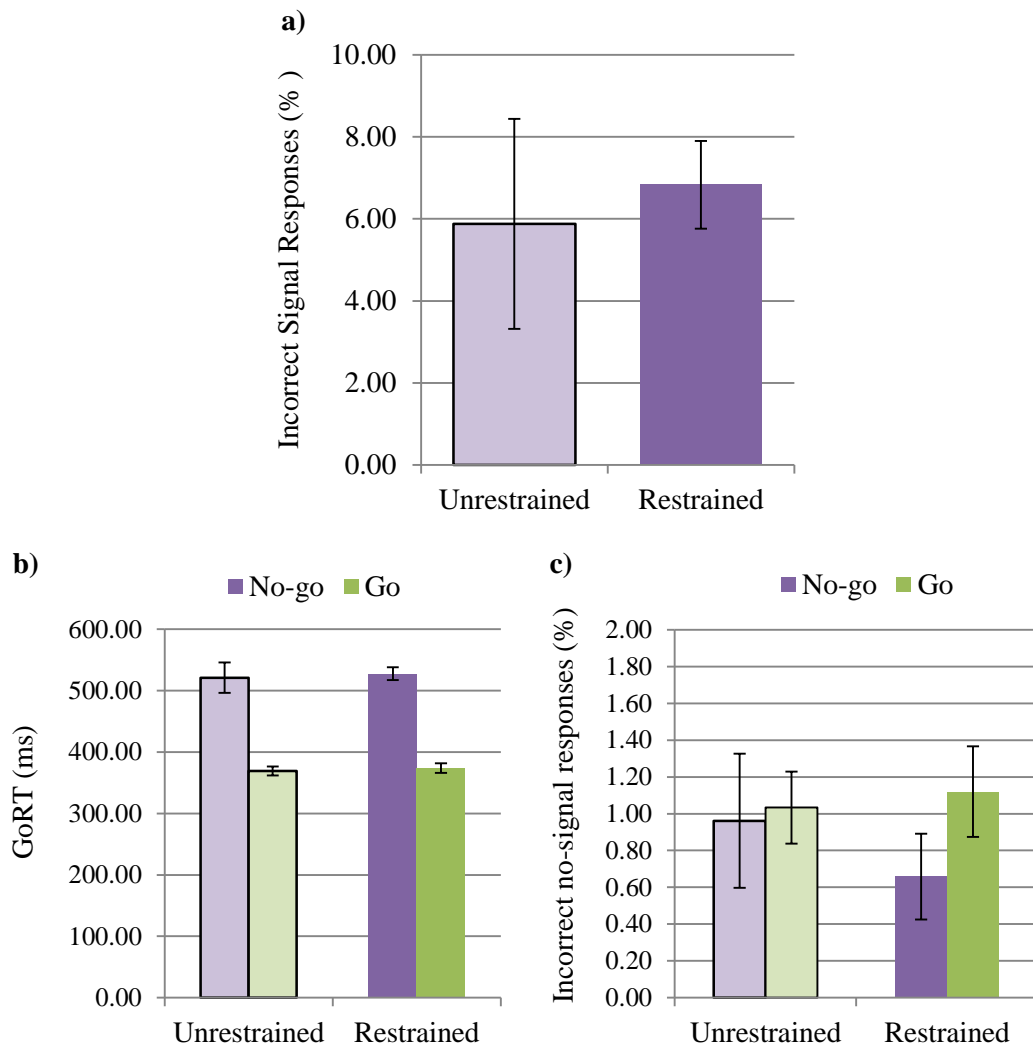 a)
Incorrect Signal Responses (% )
10.00
8.00
6.00
4.00
2.00
0.00
Unrestrained Restrained
b)
No-go Go
GoRT (ms)
600.00
500.00
400.00
300.00
200.00
100.00
0.00
Unrestrained Restrained
c)
No-go Go
Incorrect no-signal responses (%)
2.00
1.80
1.60
1.40
1.20
1.00
0.80
0.60
0.40
0.20
0.00
Unrestrained Restrained